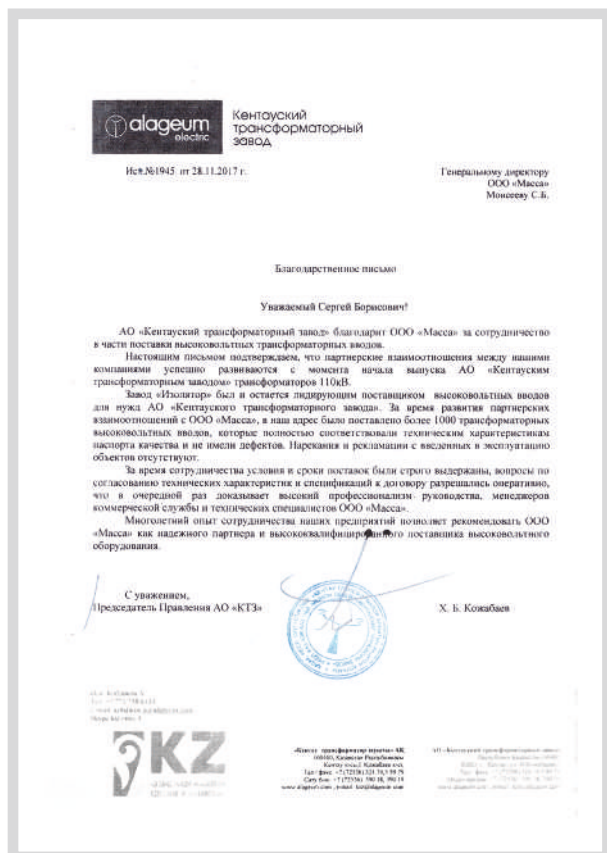 alageum
electric
Кентауский
трансформаторный
завод
Исх.№1945 от 28.11.2017 г.
Генеральному директору
ООО «Масса»
Моисееву С.Б.
Благодарственное письмо
Уважаемый Сергей Борисович!
АО «Кентауский трансформаторный завод» благодарит ООО «Масса» за сотрудничество
в части поставки высоковольтных трансформаторных вводов.
Настоящим письмом подтверждаем, что партнерские взаимоотношения между нашими
компаниями успешно развиваются с момента начала выпуска АО «Кентауским
трансформаторным заводом» трансформаторов 110кВ.
Завод «Изолятор» был и остается лидирующим поставщиком высоковольтных вводов
для нужд АО «Кентауского транспорматорного завода». За время развития партнерских
взаимоотношений с ООО «Масса», в наш адрес было поставлено более 1000 трансформаторных
высоковольтных вводов, которые полностью соответствовали техническим характеристикам
паспорта качества и не имели дефектов. Нарекания и рекламации с введенных в эксплуатацию
объектов отсутствуют.
За время сотрудничества условия и сроки поставок были строго выдержаны, вопросы по
согласованию технических характеристик и спецификаций к договору разрешались оперативно,
что в очередной раз доказывает высокий профессионализм руководства, менеджеров
коммерческой службы и технических специалистов ООО «Масса».
Многолетний опыт сотрудничества наших предприятий позволяет рекомендовать ООО
«Масса» как надежного партнера и высококвалифицированного поставщика высоковольтного
оборудования.
С уважением,
Председатель Правления АО «КТЗ»
Х. Б. Кожабаев
KZ
«Кентау трансформатор зауыты» АҚ